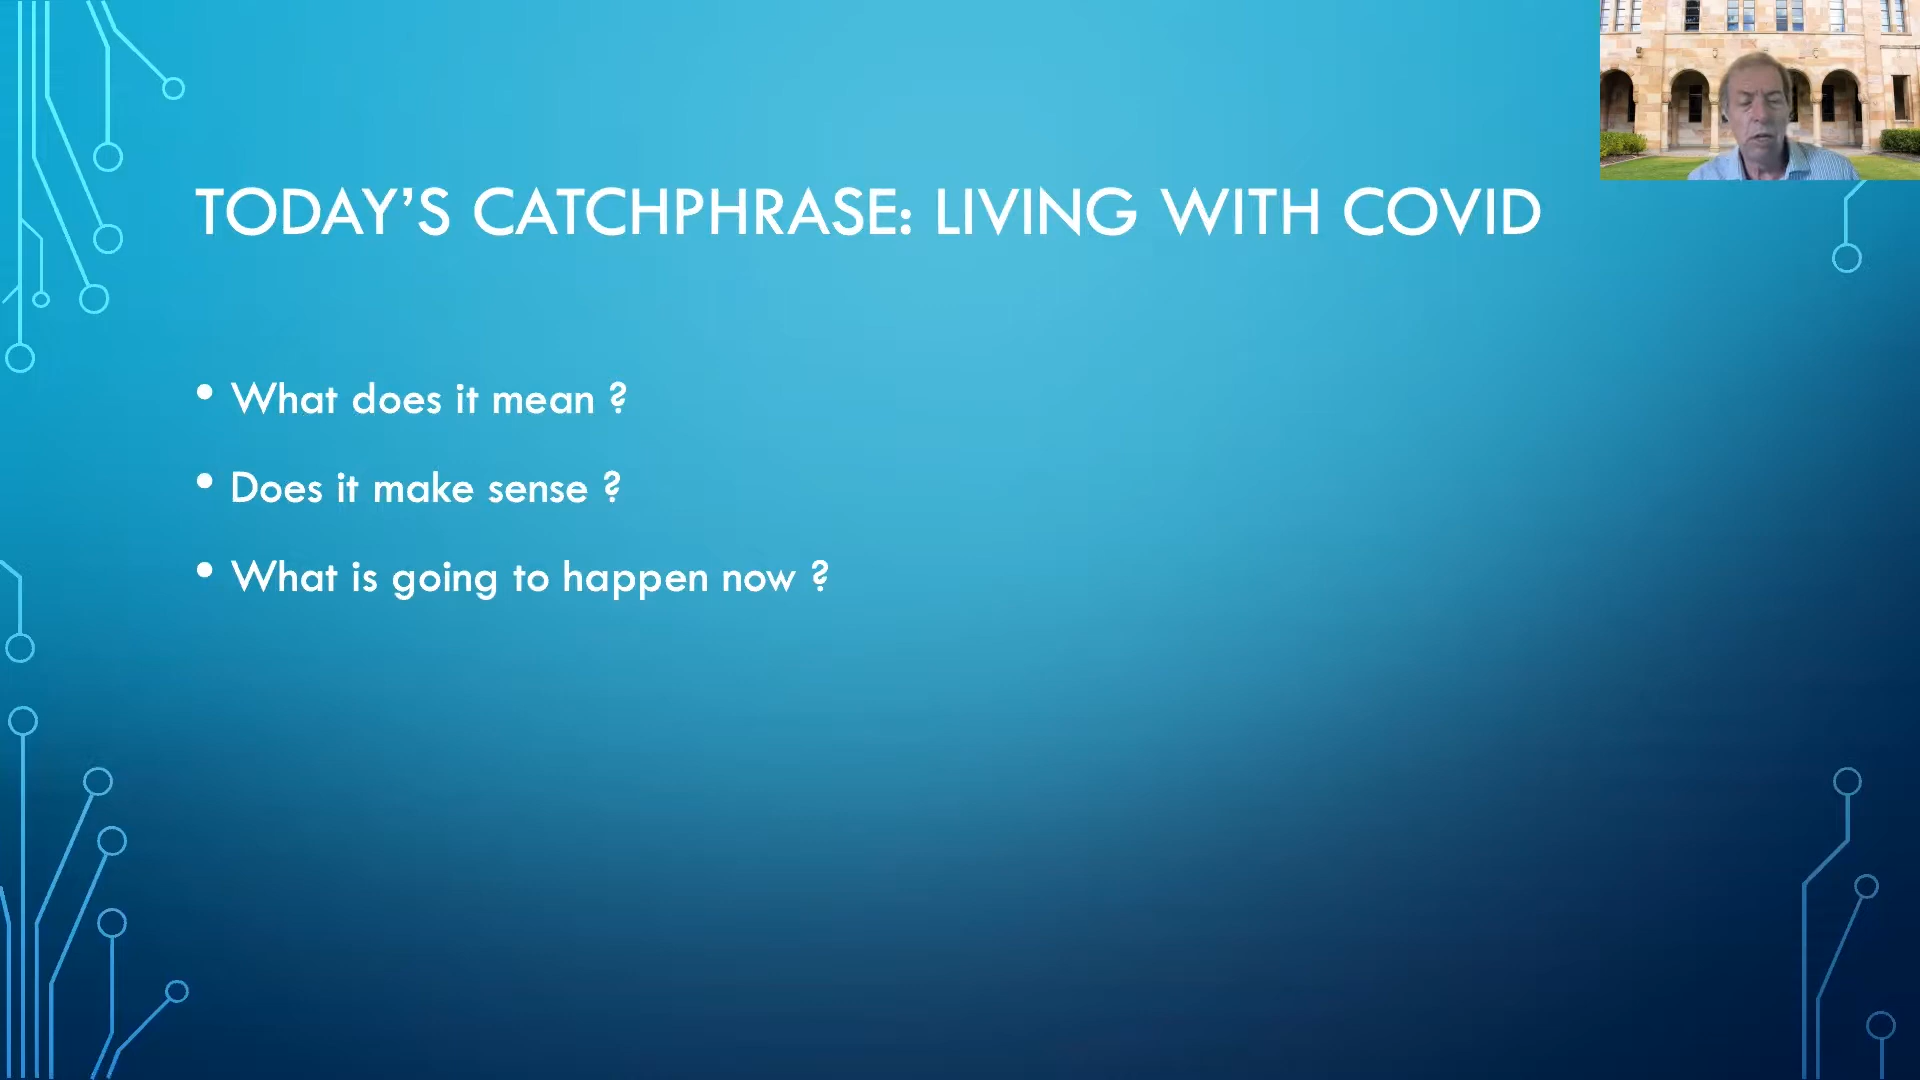 TODAY’S CATCHPHRASE: LIVING WITH COVID
• What does it mean ?
• Does it make sense ?
• What is going to happen now ?